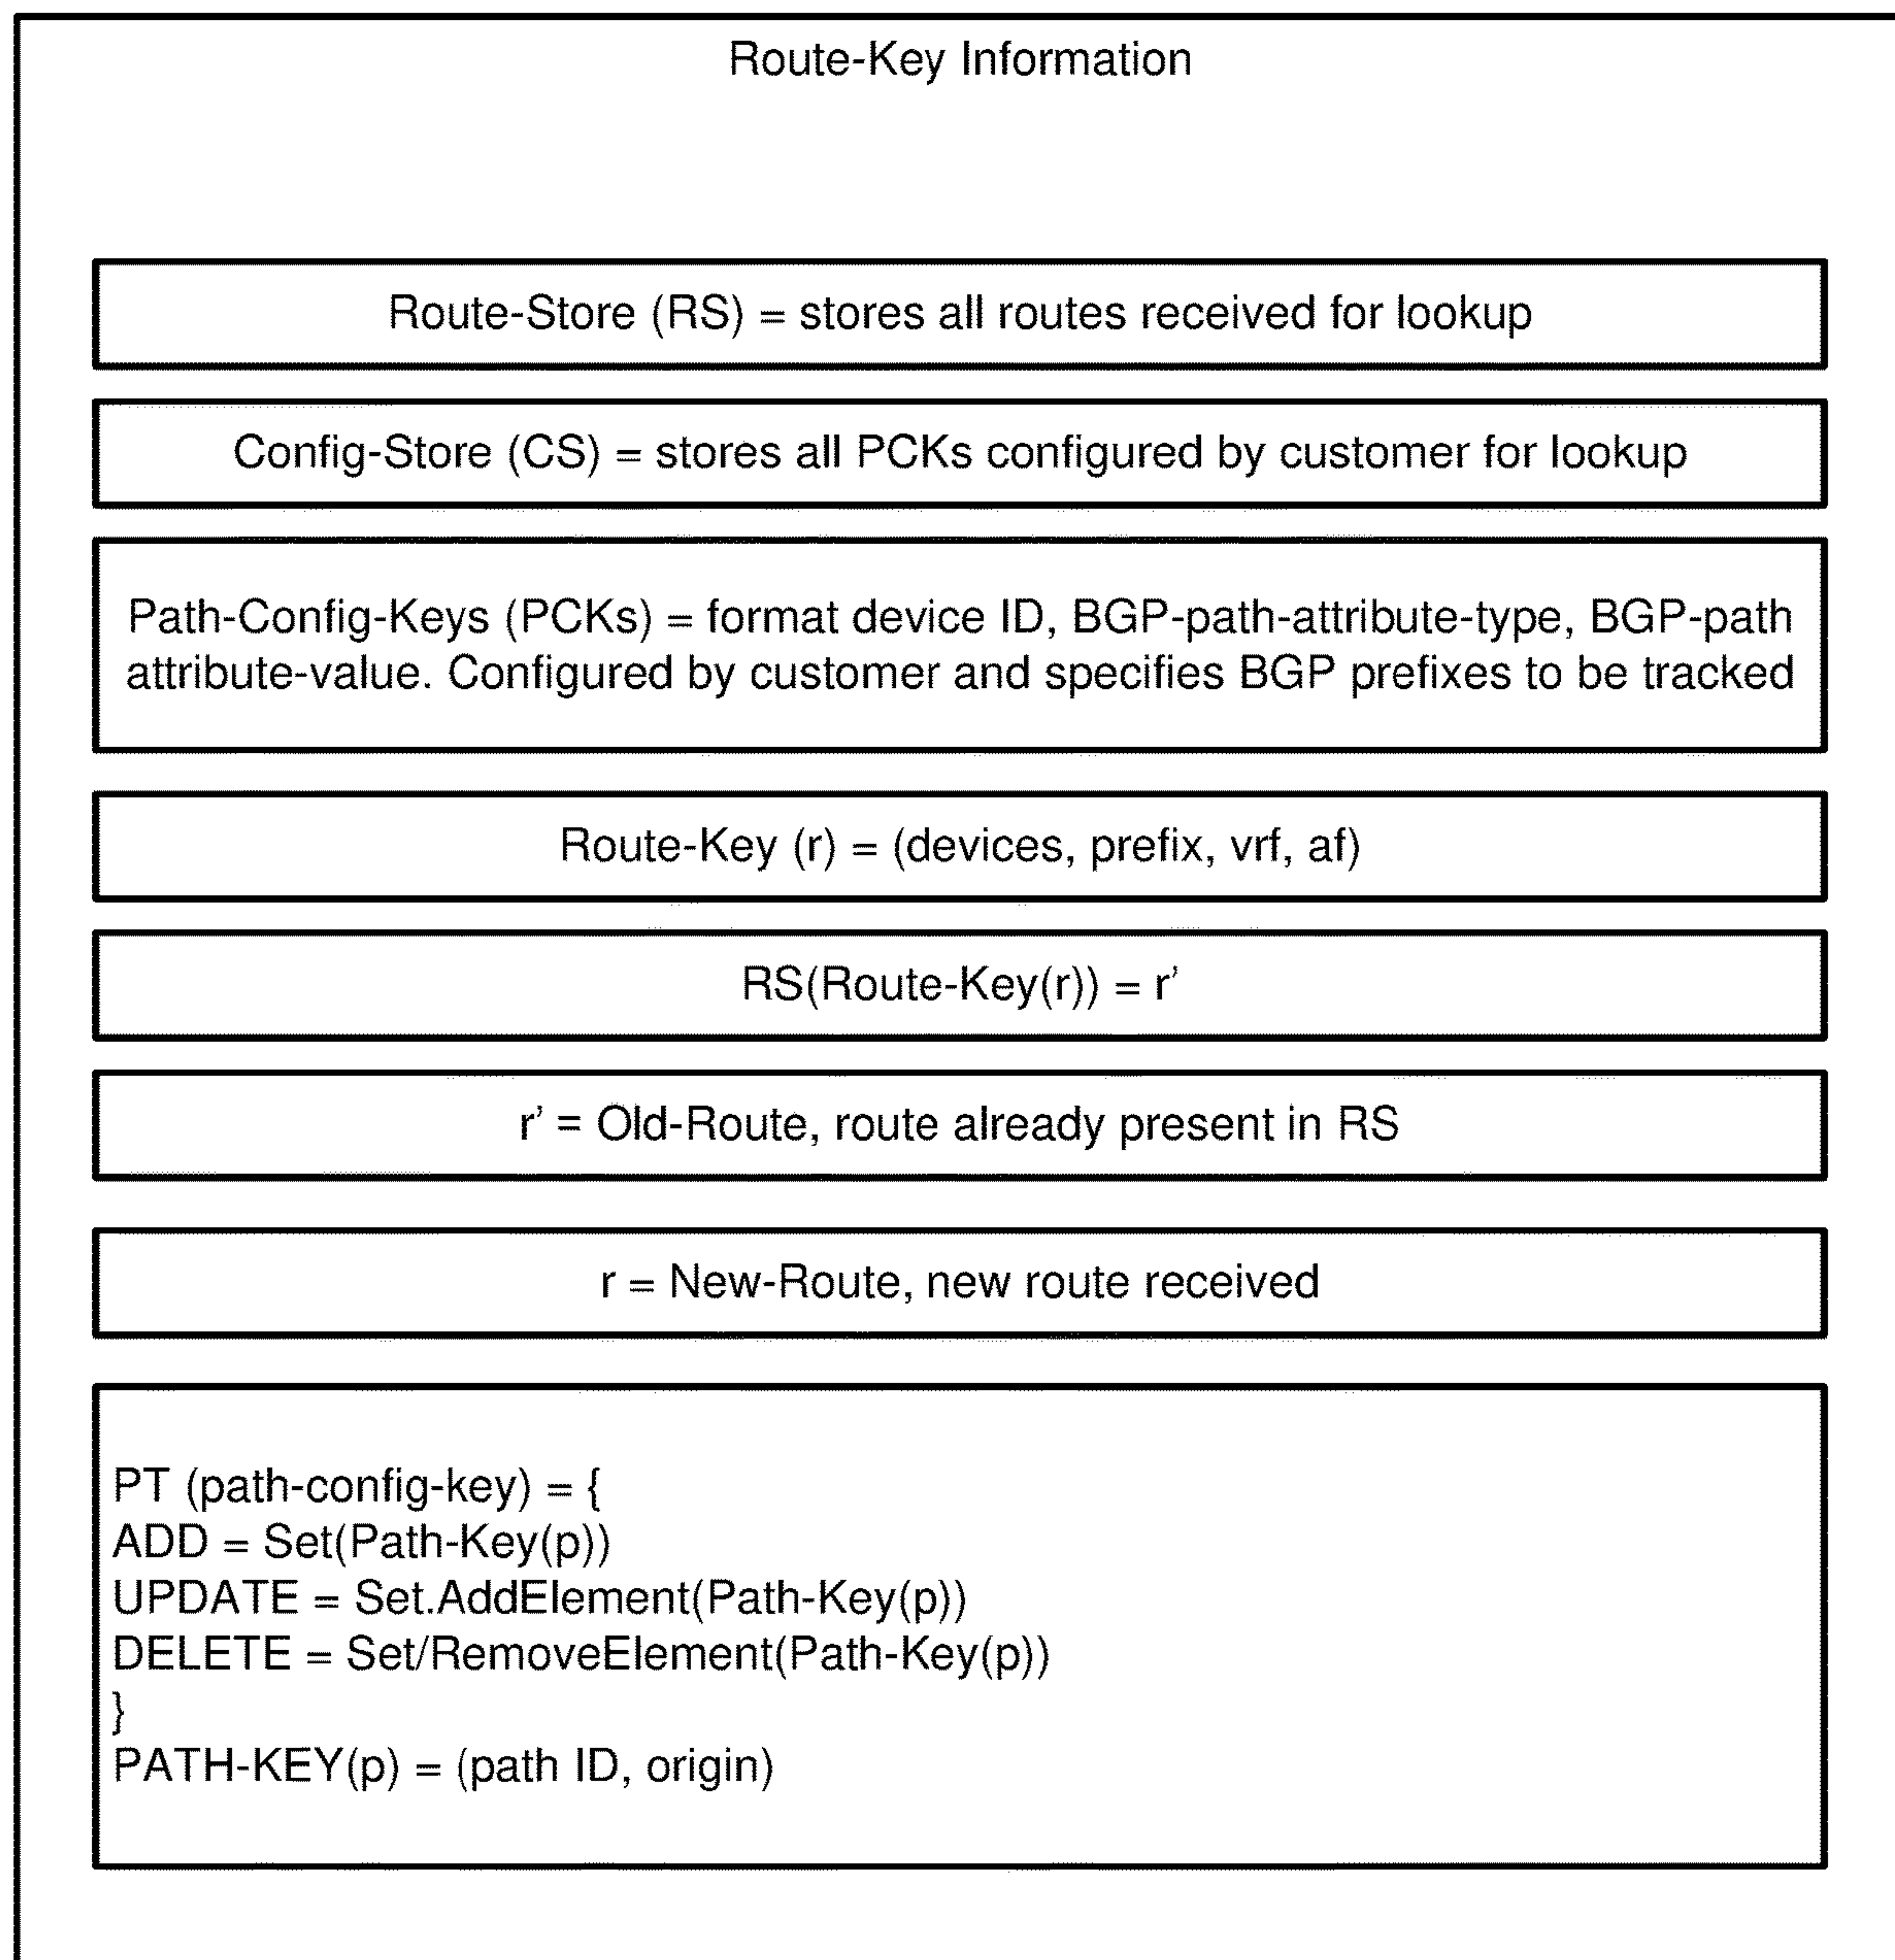 Route-Key Information
Route-Store (RS) = stores all routes received for lookup
Config-Store (CS) = stores all PCKs configured by customer for lookup
Path-Config-Keys (PCKs) = format device ID, BGP-path-attribute-type, BGP-path
attribute-value. Configured by customer and specifies BGP prefixes to be tracked
Route-Key (r) = (devices, prefix, vrf, af)
RS(Route-Key(r)) = r'
r' = Old-Route, route already present in RS
r = New-Route, new route received
PT (path-config-key) = {
ADD = Set(Path-Key(p))
UPDATE = Set.AddElement(Path-Key(p))
DELETE = Set/RemoveElement(Path-Key(p))
}
PATH-KEY(p) = (path ID, origin)